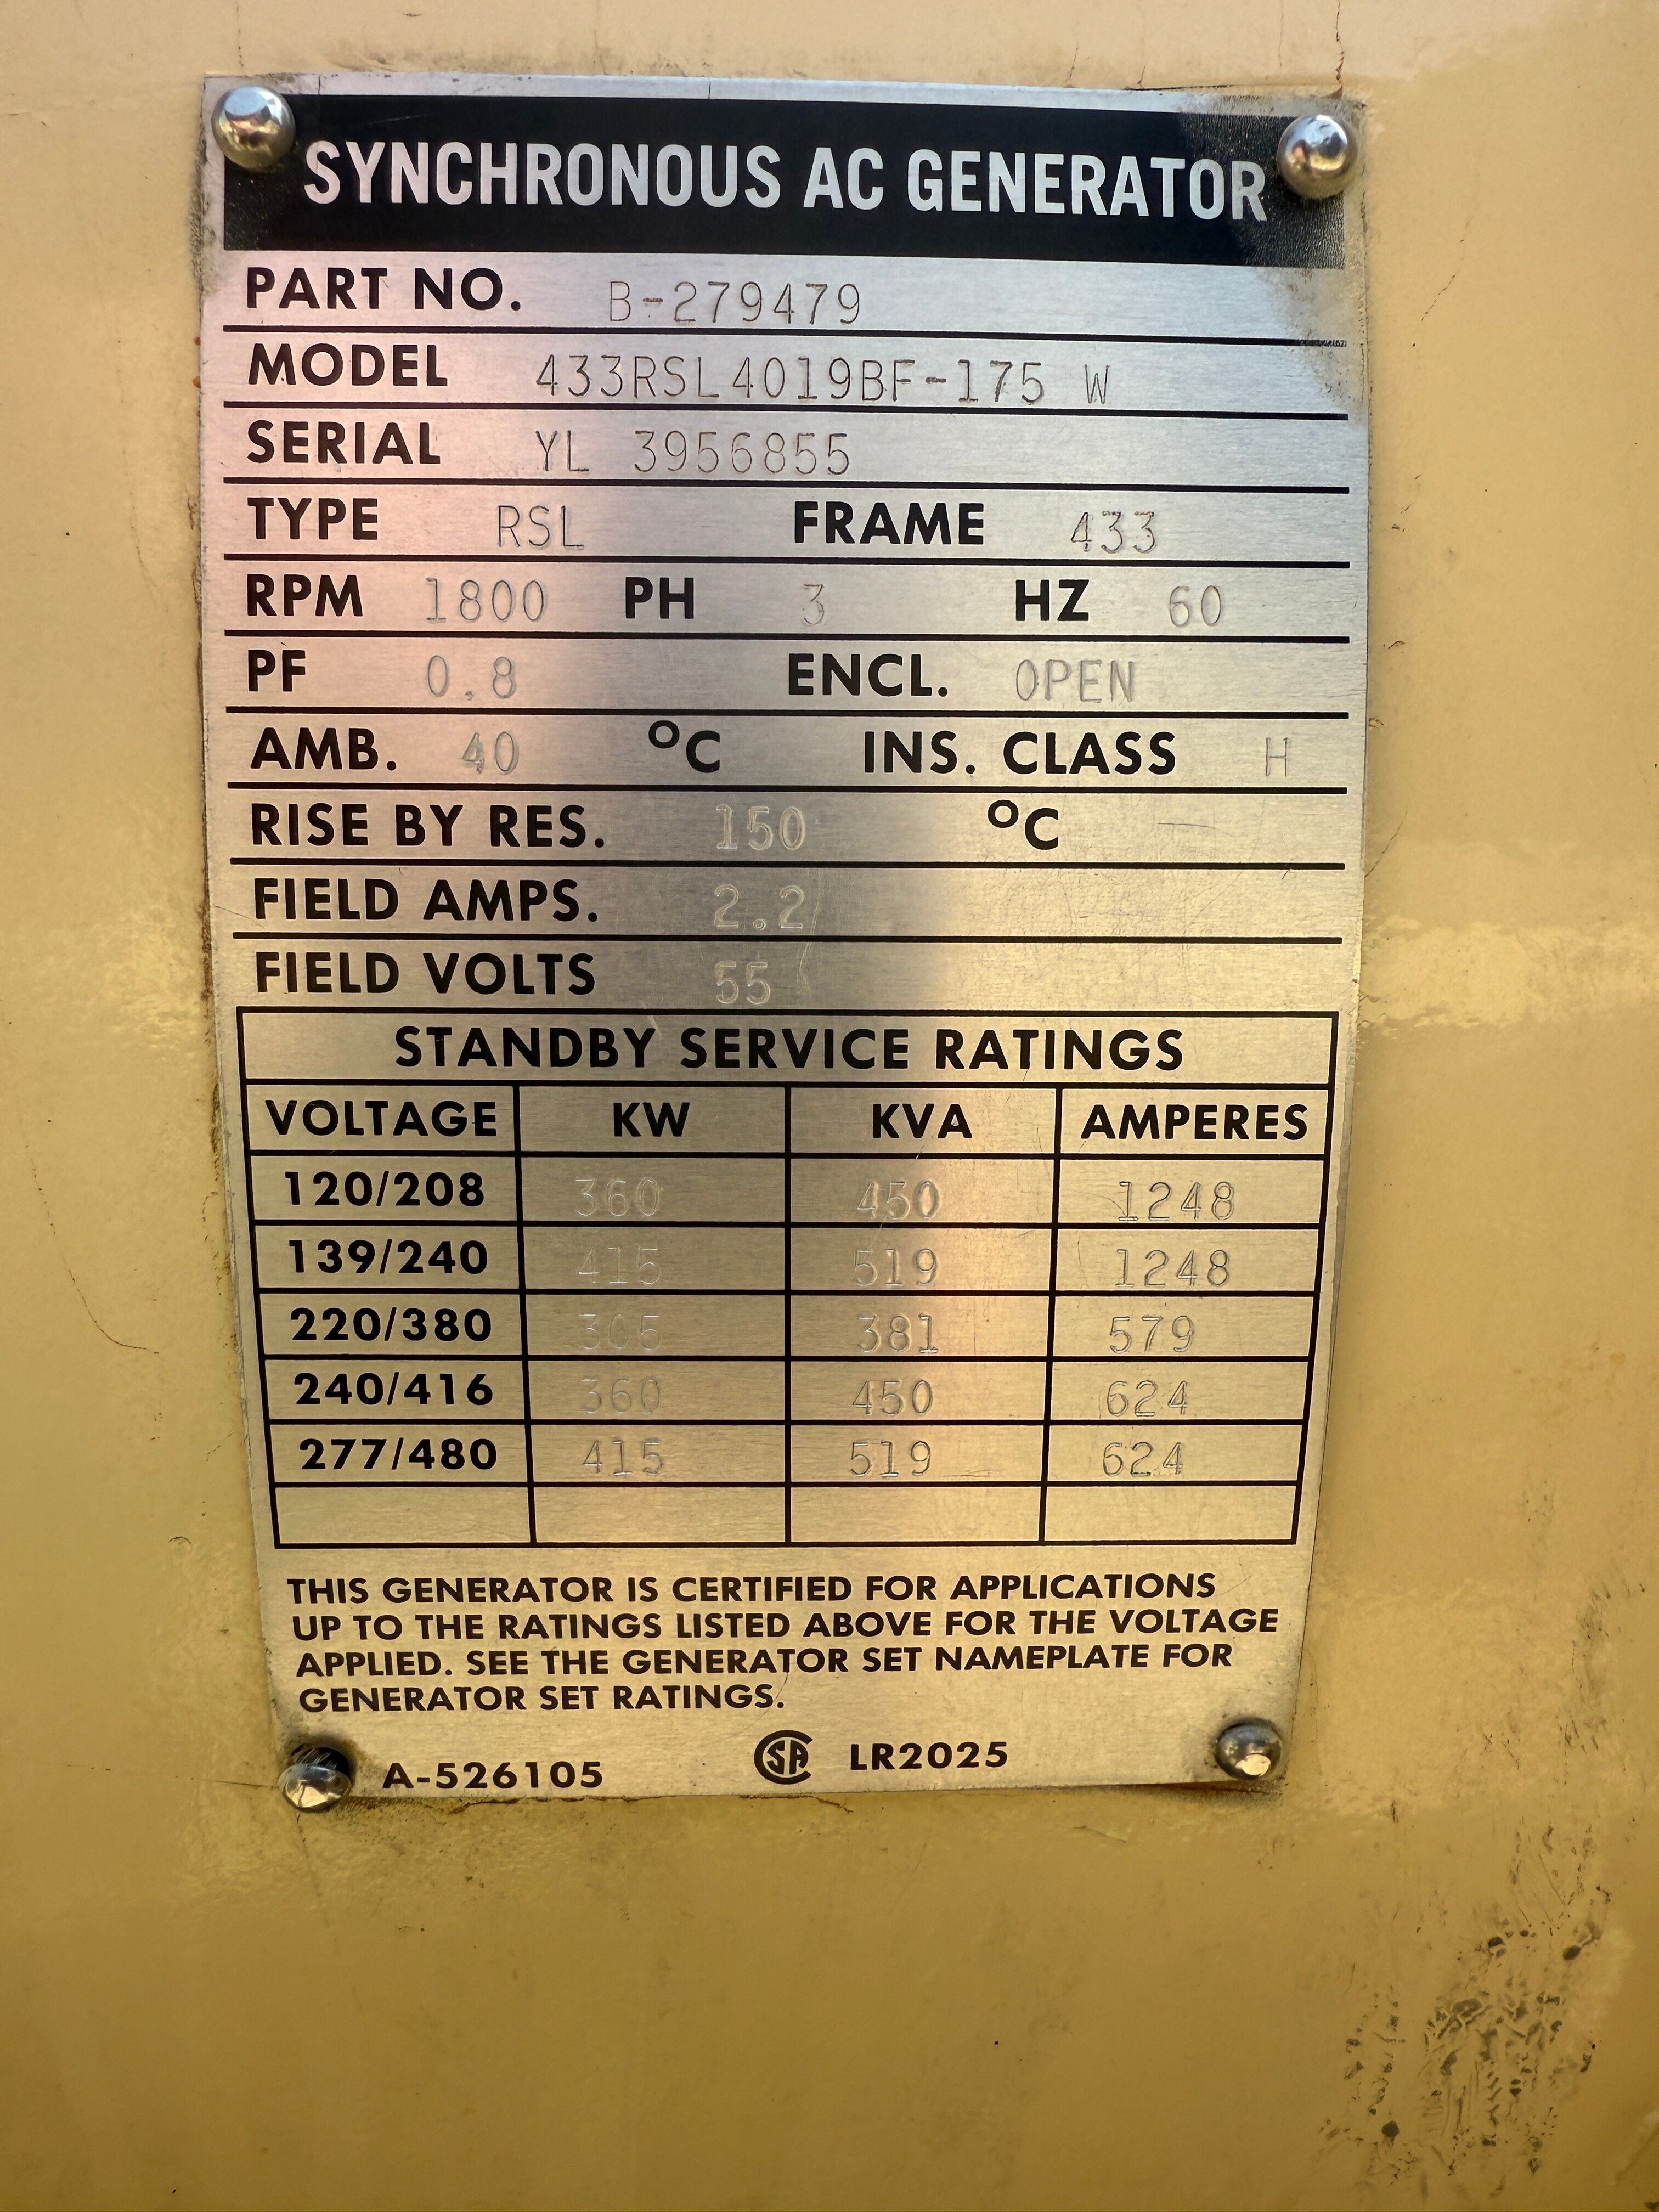 SYNCHRONOUS AC GENERATOR
PART NO. B-279479
MODEL 433RSL4019BF-175 W
SERIAL YL 3956855
TYPE RSL FRAME 433
RPM 1800 PH 3 HZ 60
PF 0.8 ENCL. OPEN
AMB. 40 °C INS. CLASS H
RISE BY RES. 150 °C
FIELD AMPS. 2.2
FIELD VOLTS 55
STANDBY SERVICE RATINGS
VOLTAGE KW KVA AMPERES
120/208 360 450 1248
139/240 415 519 1248
220/380 305 381 579
240/416 360 450 624
277/480 415 519 624
THIS GENERATOR IS CERTIFIED FOR APPLICATIONS
UP TO THE RATINGS LISTED ABOVE FOR THE VOLTAGE
APPLIED. SEE THE GENERATOR SET NAMEPLATE FOR
GENERATOR SET RATINGS.
A-526105 CSA LR2025